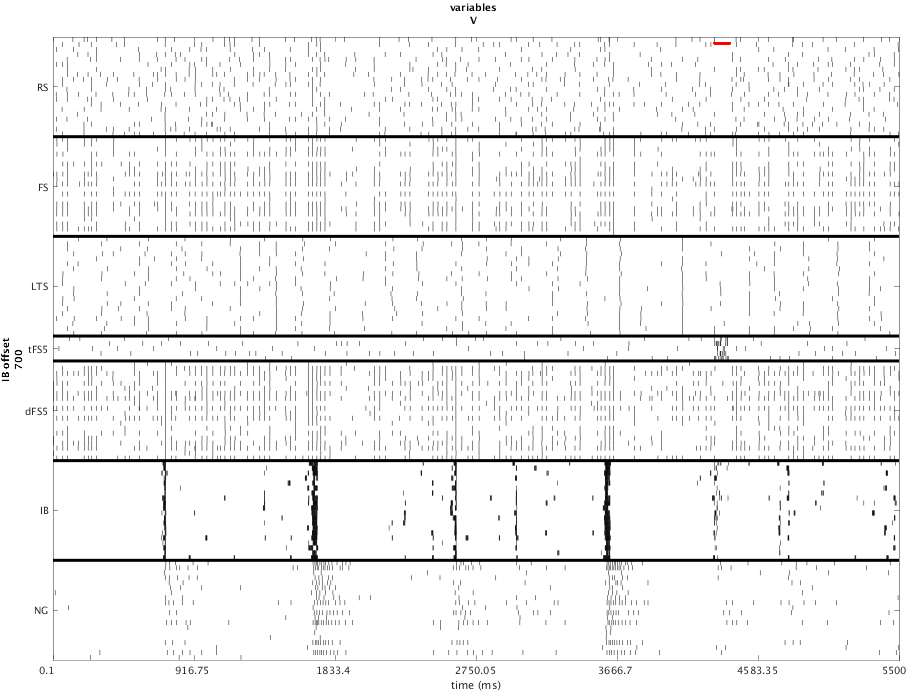 variables
V
RS
FS
LTS
tFS5
dFS5
IB
NG
IB offset
700
0.1 916.75 1833.4 2750.05 3666.7 4583.35 5500
time (ms)